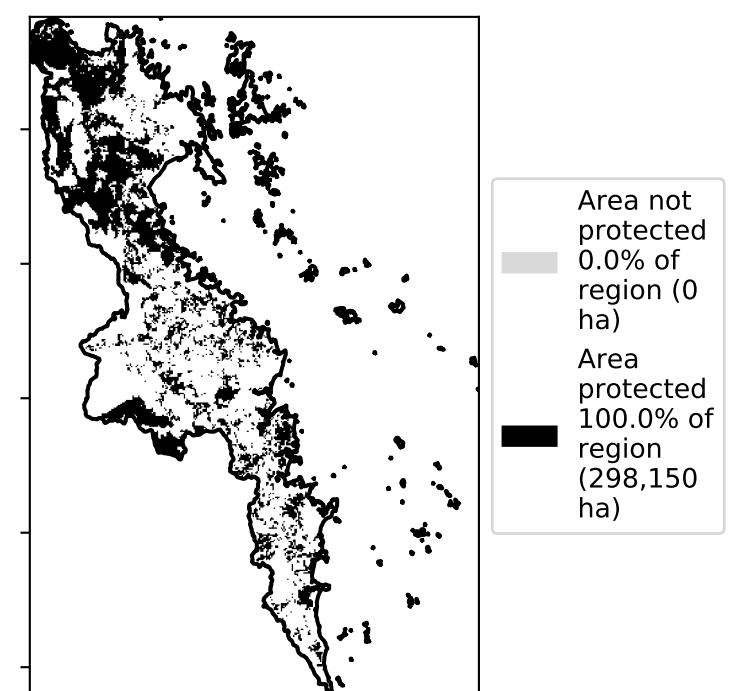 Area not
protected
0.0% of
region (0
ha)
Area
protected
100.0% of
region
(298,150
ha)